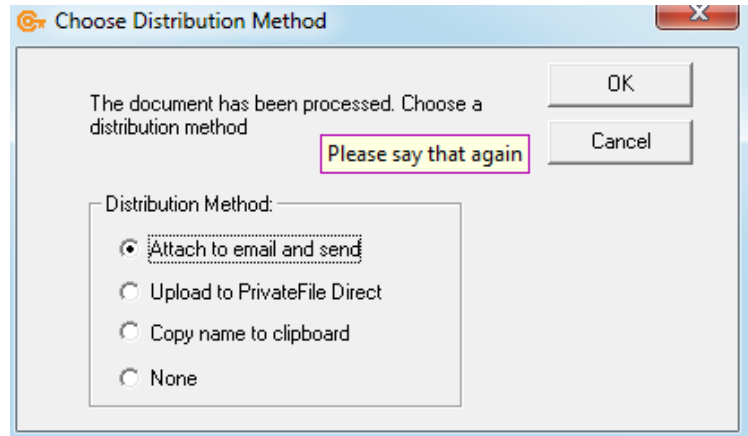 Choose Distribution Method
The document has been processed. Choose a
distribution method
OK
Cancel
Please say that again
Distribution Method:
Attach to email and send
Upload to PrivateFile Direct
Copy name to clipboard
None